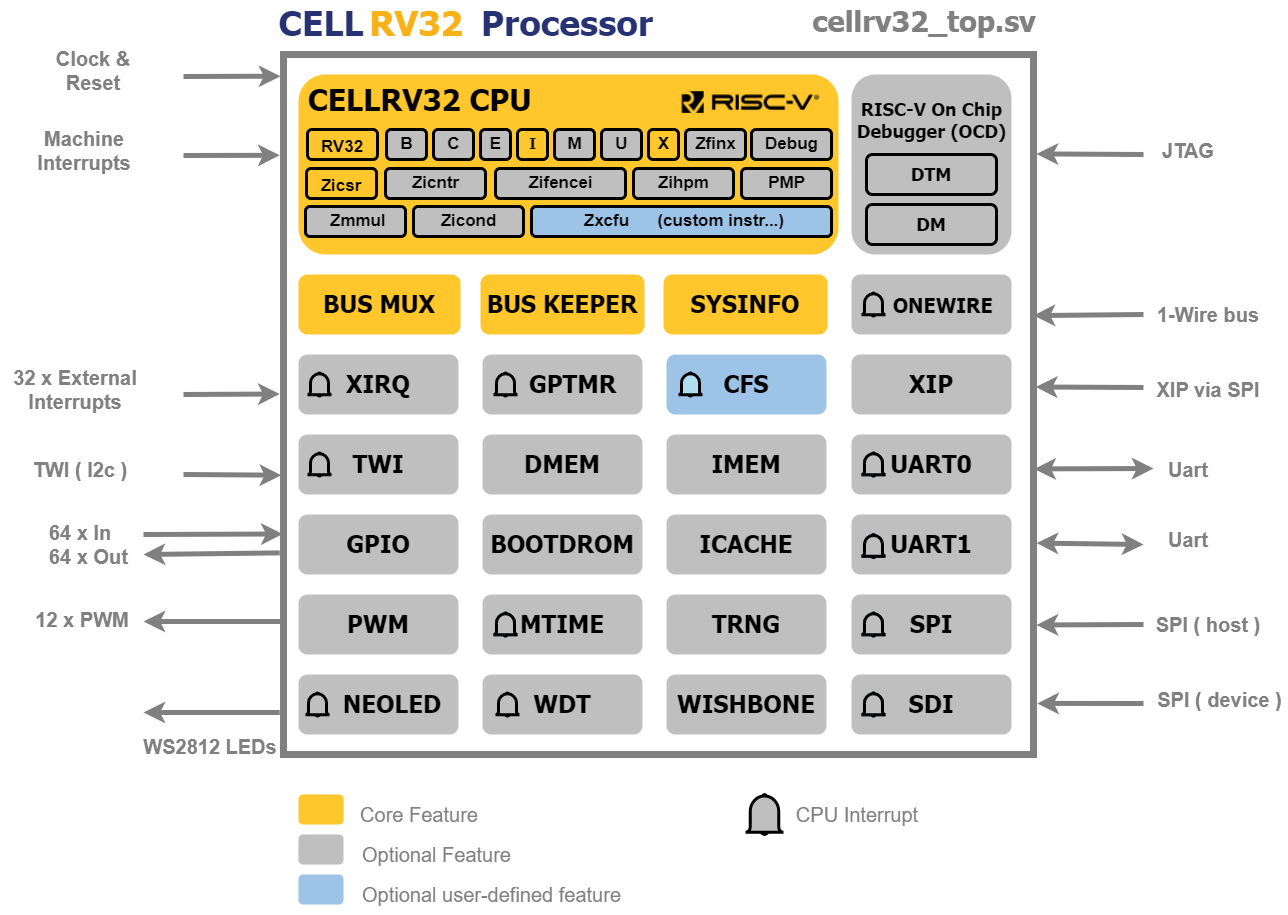 CELL RV32 Processor
cellrv32_top.sv
Clock &
Reset
Machine
Interrupts
CELLRV32 CPU
RISC-V®
RV32 B C E I M U X Zfinx Debug
Zicsr Zicntr Zifencei Zihpm PMP
Zmmul Zicond Zxcfu (custom instr...)
RISC-V On Chip
Debugger (OCD)
DTM
DM
JTAG
BUS MUX BUS KEEPER SYSINFO ONEWIRE
1-Wire bus
32 x External
Interrupts
XIRQ GPTMR CFS XIP
XIP via SPI
TWI ( I2c )
TWI DMEM IMEM UART0
Uart
64 x In
64 x Out
GPIO BOOTDROM ICACHE UART1
Uart
12 x PWM
PWM MTIME TRNG SPI
SPI ( host )
NEOLED WDT WISHBONE SDI
SPI ( device )
WS2812 LEDs
Core Feature
CPU Interrupt
Optional Feature
Optional user-defined feature